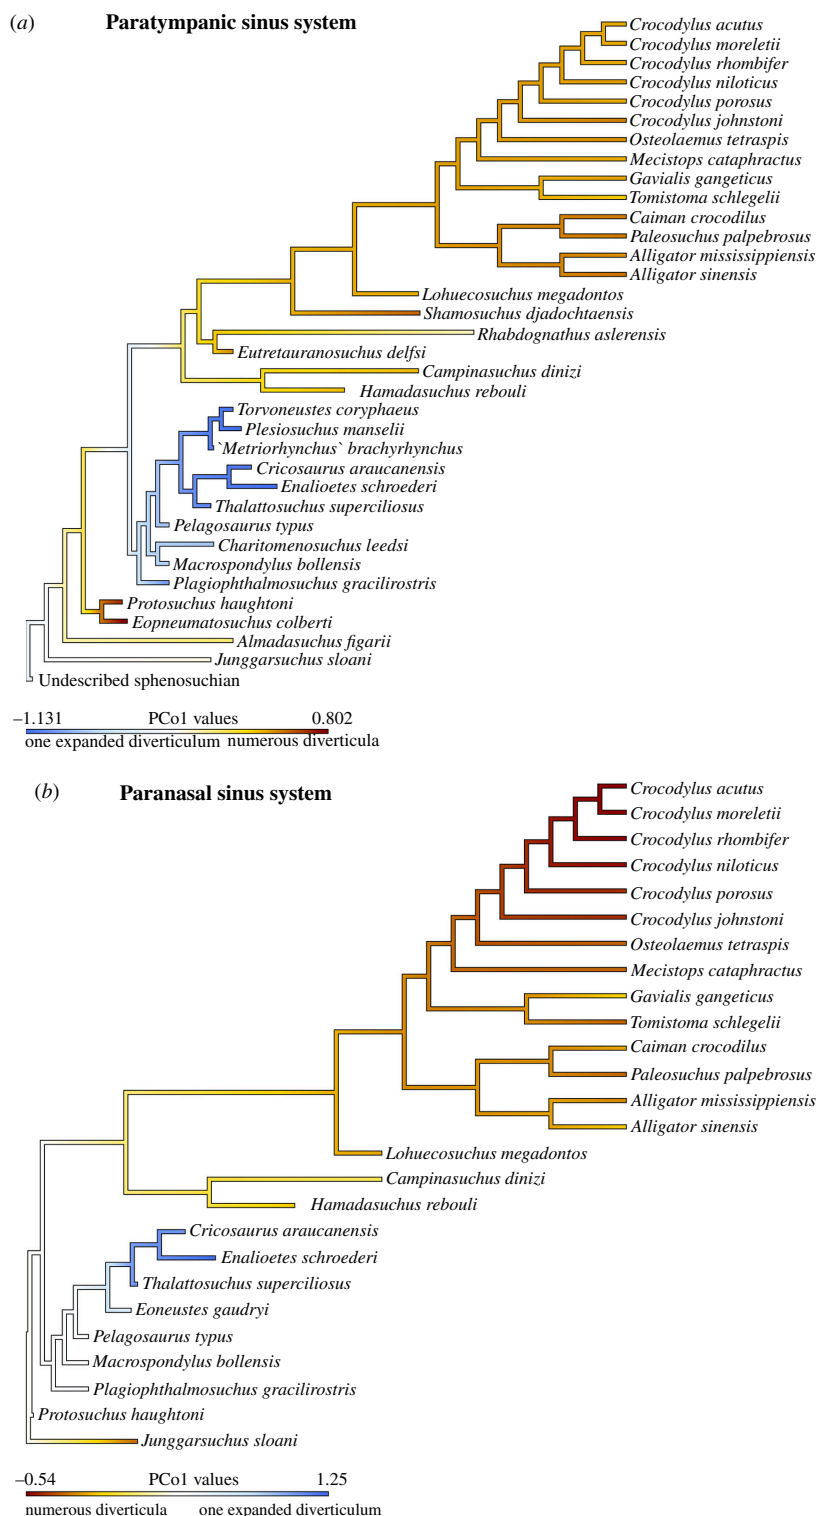 (a) Paratympanic sinus system
Crocodylus acutus
Crocodylus moreletii
Crocodylus rhombifer
Crocodylus niloticus
Crocodylus porosus
Crocodylus johnstoni
Osteolaemus tetraspis
Mecistops cataphractus
Gavialis gangeticus
Tomistoma schlegelii
Caiman crocodilus
Paleosuchus palpebrosus
Alligator mississippiensis
Alligator sinensis
Lohuecosuchus megadontos
Shamosuchus djadochtaensis
Rhabdognathus aslerensis
Eutretauranosuchus delfsi
Campinasuchus dinizi
Hamadasuchus rebouli
Torvoneustes coryphaeus
Plesiosuchus manselii
`Metriorhynchus` brachyrhynchus
Cricosaurus araucanensis
Enalioetes schroederi
Thalattosuchus superciliosus
Pelagosaurus typus
Charitomenosuchus leedsi
Macrospondylus bollensis
Plagiophthalmosuchus gracilirostris
Protosuchus haughtoni
Eopneumatosuchus colberti
Almadasuchus figarii
Junggarsuchus sloani
Undescribed sphenosuchian
–1.131 PCo1 values 0.802
one expanded diverticulum numerous diverticula
(b) Paranasal sinus system
Crocodylus acutus
Crocodylus moreletii
Crocodylus rhombifer
Crocodylus niloticus
Crocodylus porosus
Crocodylus johnstoni
Osteolaemus tetraspis
Mecistops cataphractus
Gavialis gangeticus
Tomistoma schlegelii
Caiman crocodilus
Paleosuchus palpebrosus
Alligator mississippiensis
Alligator sinensis
Lohuecosuchus megadontos
Campinasuchus dinizi
Hamadasuchus rebouli
Cricosaurus araucanensis
Enalioetes schroederi
Thalattosuchus superciliosus
Eoneustes gaudryi
Pelagosaurus typus
Macrospondylus bollensis
Plagiophthalmosuchus gracilirostris
Protosuchus haughtoni
Junggarsuchus sloani
–0.54 PCo1 values 1.25
numerous diverticula one expanded diverticulum